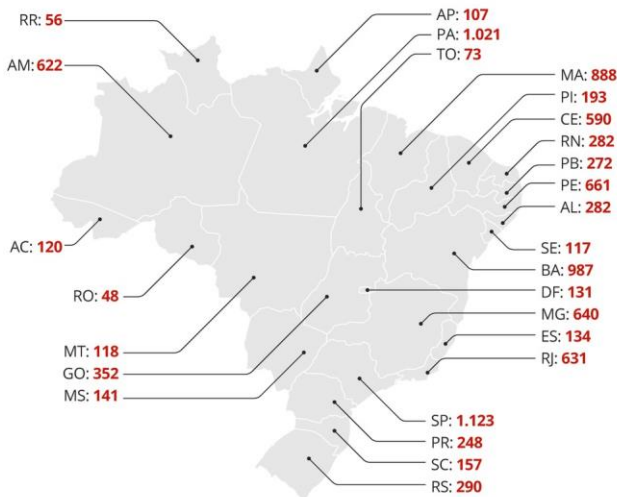 RR: 56
AM: 622
AC: 120
RO: 48
MT: 118
GO: 352
MS: 141
AP: 107
PA: 1.021
TO: 73
MA: 888
PI: 193
CE: 590
RN: 282
PB: 272
PE: 661
AL: 282
SE: 117
BA: 987
DF: 131
MG: 640
ES: 134
RJ: 631
SP: 1.123
PR: 248
SC: 157
RS: 290